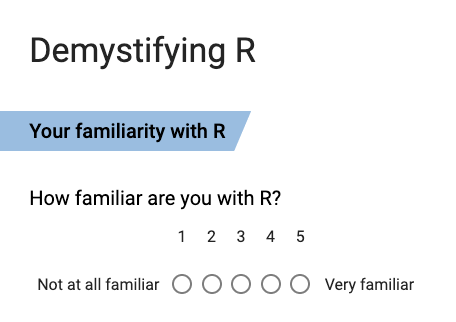 Demystifying R
Your familiarity with R
How familiar are you with R?
1 2 3 4 5
Not at all familiar Very familiar